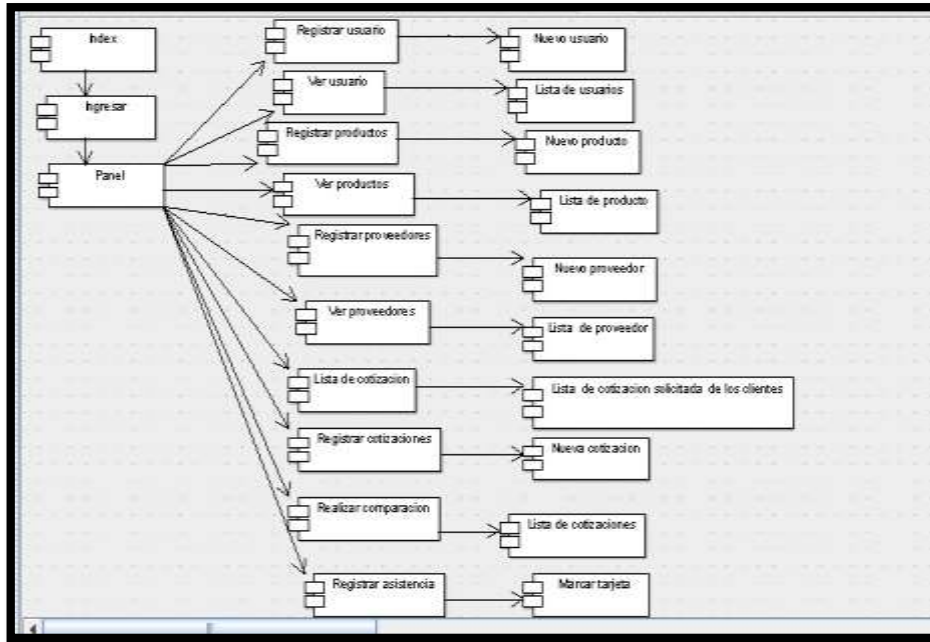 Index
Ingresar
Panel
Registrar usuario
Nuevo usuario
Ver usuario
Lista de usuarios
Registrar productos
Nuevo producto
Ver productos
Lista de producto
Registrar proveedores
Nuevo proveedor
Ver proveedores
Lista de proveedor
Lista de cotizacion
Lista de cotizacion solicitada de los clientes
Registrar cotizaciones
Nueva cotizacion
Realizar comparacion
Lista de cotizaciones
Registrar asistencia
Marcar tarjeta